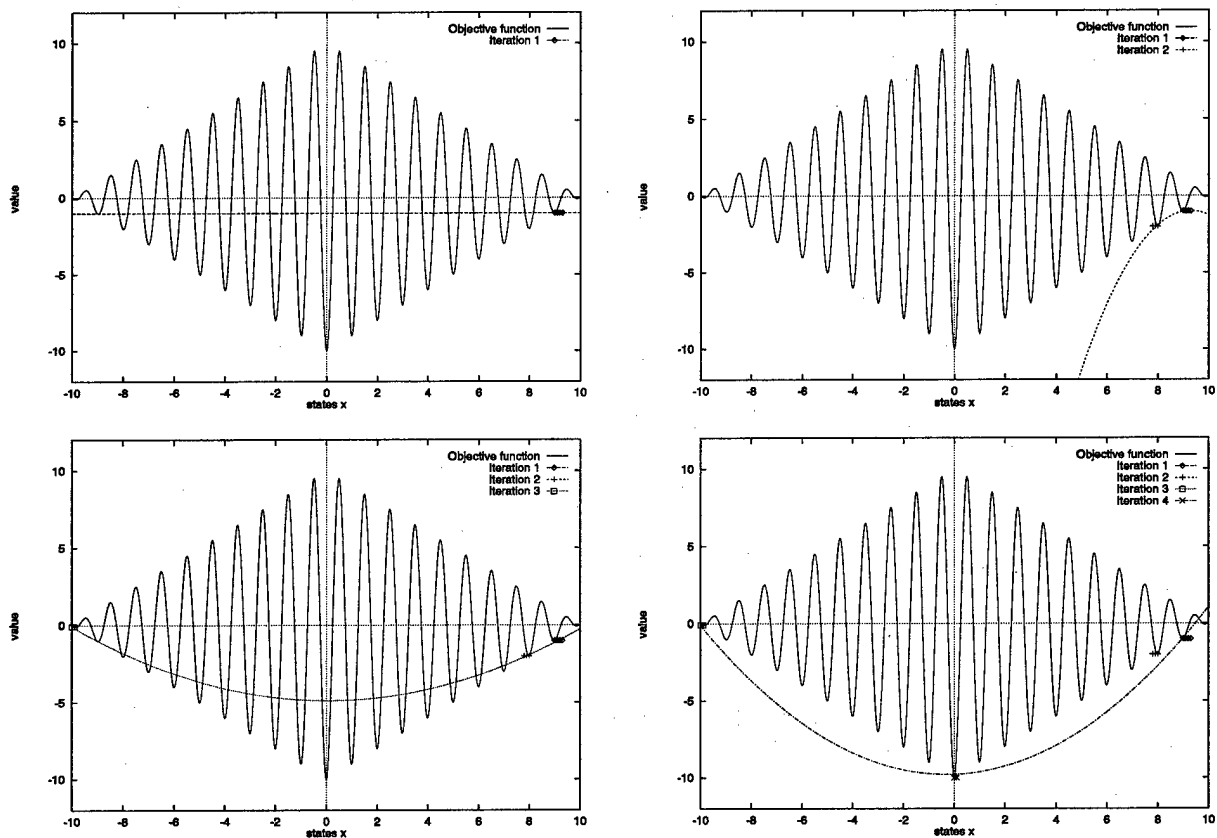 Objective function
Iteration 1
10
5
0
-5
-10
value
-10 -8 -6 -4 -2 0 2 4 6 8 10
states x
Objective function
Iteration 1
Iteration 2
10
5
0
-5
-10
value
-10 -8 -6 -4 -2 0 2 4 6 8 10
states x
Objective function
Iteration 1
Iteration 2
Iteration 3
10
5
0
-5
-10
value
-10 -8 -6 -4 -2 0 2 4 6 8 10
states x
Objective function
Iteration 1
Iteration 2
Iteration 3
Iteration 4
10
5
0
-5
-10
value
-10 -8 -6 -4 -2 0 2 4 6 8 10
states x